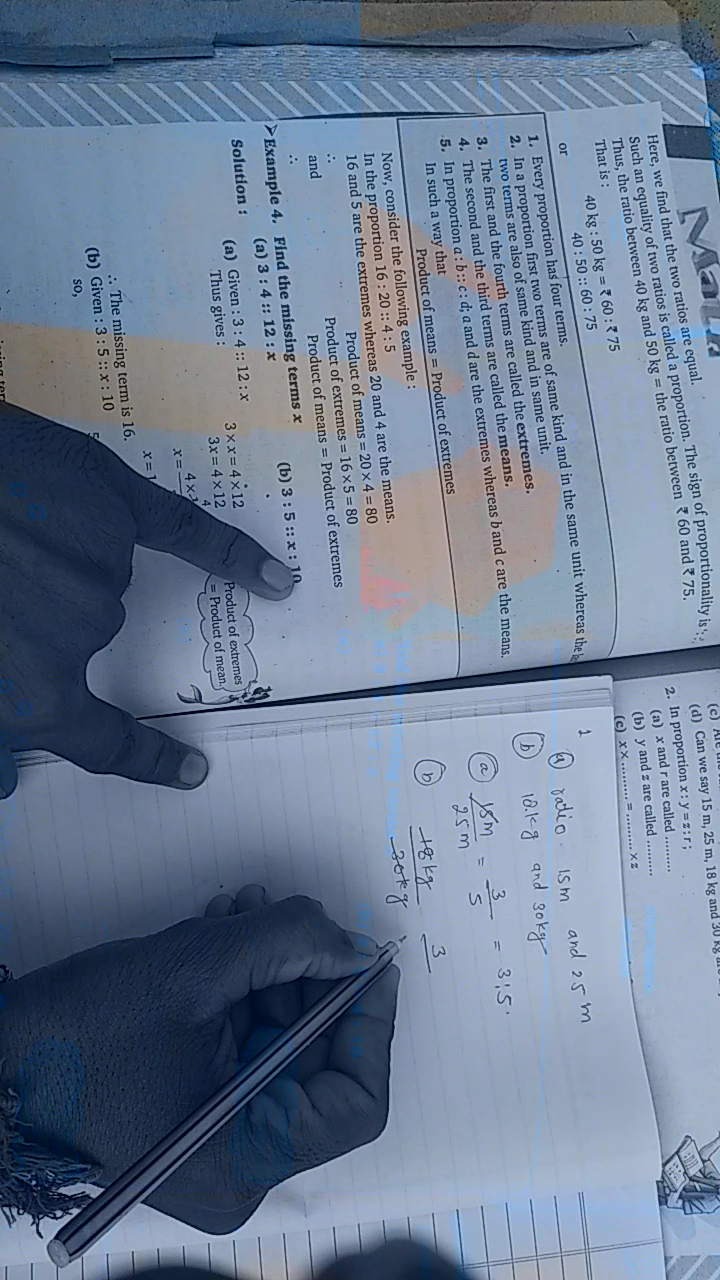 Math
Here, we find that the two ratios are equal.
Such an equality of two ratios is called a proportion. The sign of proportionality is ::
Thus, the ratio between 40 kg and 50 kg = the ratio between ₹ 60 and ₹ 75.
That is : 40 kg : 50 kg = ₹ 60 : ₹ 75
or 40 : 50 :: 60 : 75
1. Every proportion has four terms.
2. In a proportion first two terms are of same kind and in the same unit whereas the
two terms are also of same kind and in same unit.
3. The first and the fourth terms are called the extremes.
4. The second and the third terms are called the means.
5. In proportion a : b :: c : d; a and d are the extremes whereas b and c are the means.
In such a way that
Product of means = Product of extremes
Now, consider the following example :
In the proportion 16 : 20 :: 4 : 5
16 and 5 are the extremes whereas 20 and 4 are the means.
∴ Product of means = 20 × 4 = 80
and Product of extremes = 16 × 5 = 80
∴ Product of means = Product of extremes
➤Example 4. Find the missing terms x
(a) 3 : 4 :: 12 : x (b) 3 : 5 :: x : 10
Solution : (a) Given : 3 : 4 :: 12 : x
Thus gives : 3 × x = 4 × 12
3x = 4 × 12
Product of extremes
= Product of mean.
x =
∴ The missing term is 16.
(b) Given : 3 : 5 :: x : 10
so,
(d) Can we say 15 m, 25 m, 18 kg and 30 kg
2. In proportion x : y = z : r ;
(a) x and r are called .........
(b) y and z are called .........
(c) x × ......... = ......... × z
1 (a) ratio. 15m and 25 m
(b) 18.kg and 30kg
(a) 15m/25m = 3/5 = 3:5.
(b) 18kg/30kg 3